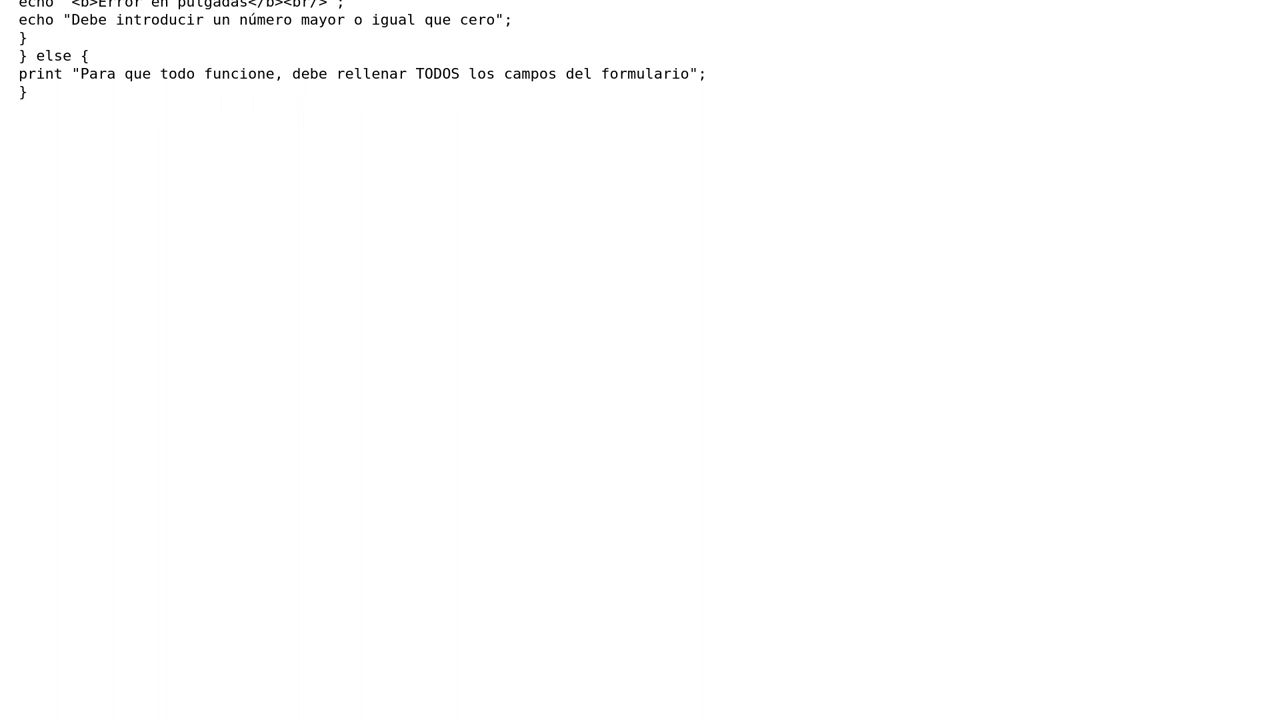 echo "<b>Error en pulgadas</b><br/>";
echo "Debe introducir un número mayor o igual que cero";
}
} else {
print "Para que todo funcione, debe rellenar TODOS los campos del formulario";
}